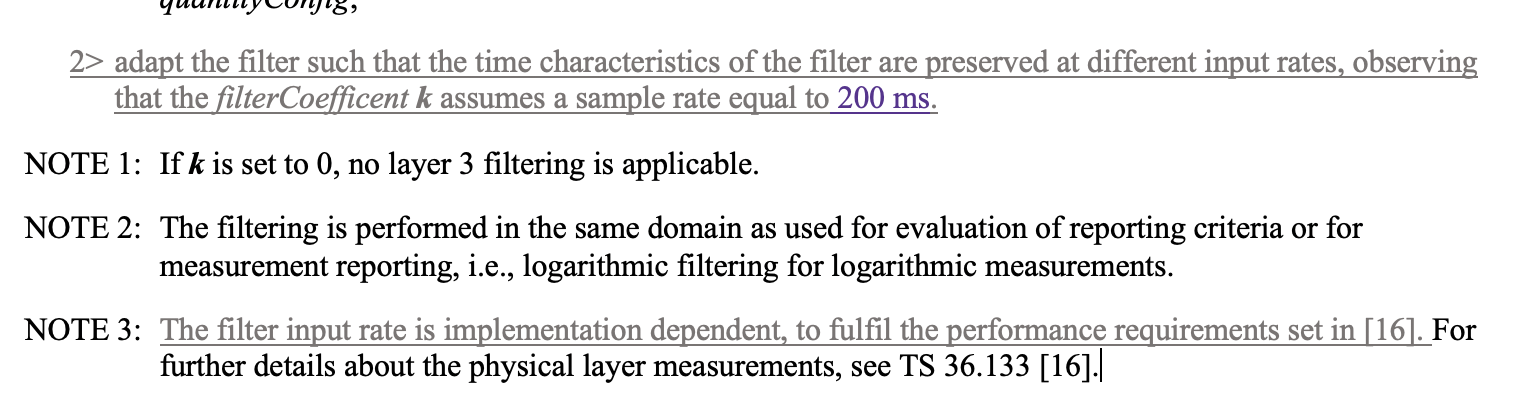 quantityConfig,
2> adapt the filter such that the time characteristics of the filter are preserved at different input rates, observing
that the filterCoefficent k assumes a sample rate equal to 200 ms.
NOTE 1: If k is set to 0, no layer 3 filtering is applicable.
NOTE 2: The filtering is performed in the same domain as used for evaluation of reporting criteria or for
measurement reporting, i.e., logarithmic filtering for logarithmic measurements.
NOTE 3: The filter input rate is implementation dependent, to fulfil the performance requirements set in [16]. For
further details about the physical layer measurements, see TS 36.133 [16].